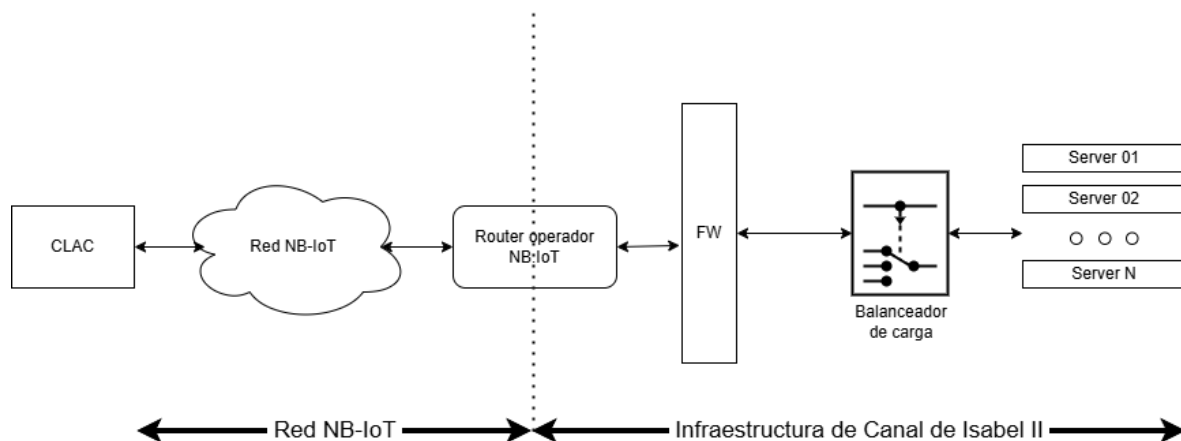 CLAC
Red NB-IoT
Router operador
NB-IoT
FW
Balanceador
de carga
Server 01
Server 02
Server N
Red NB-IoT
Infraestructura de Canal de Isabel II